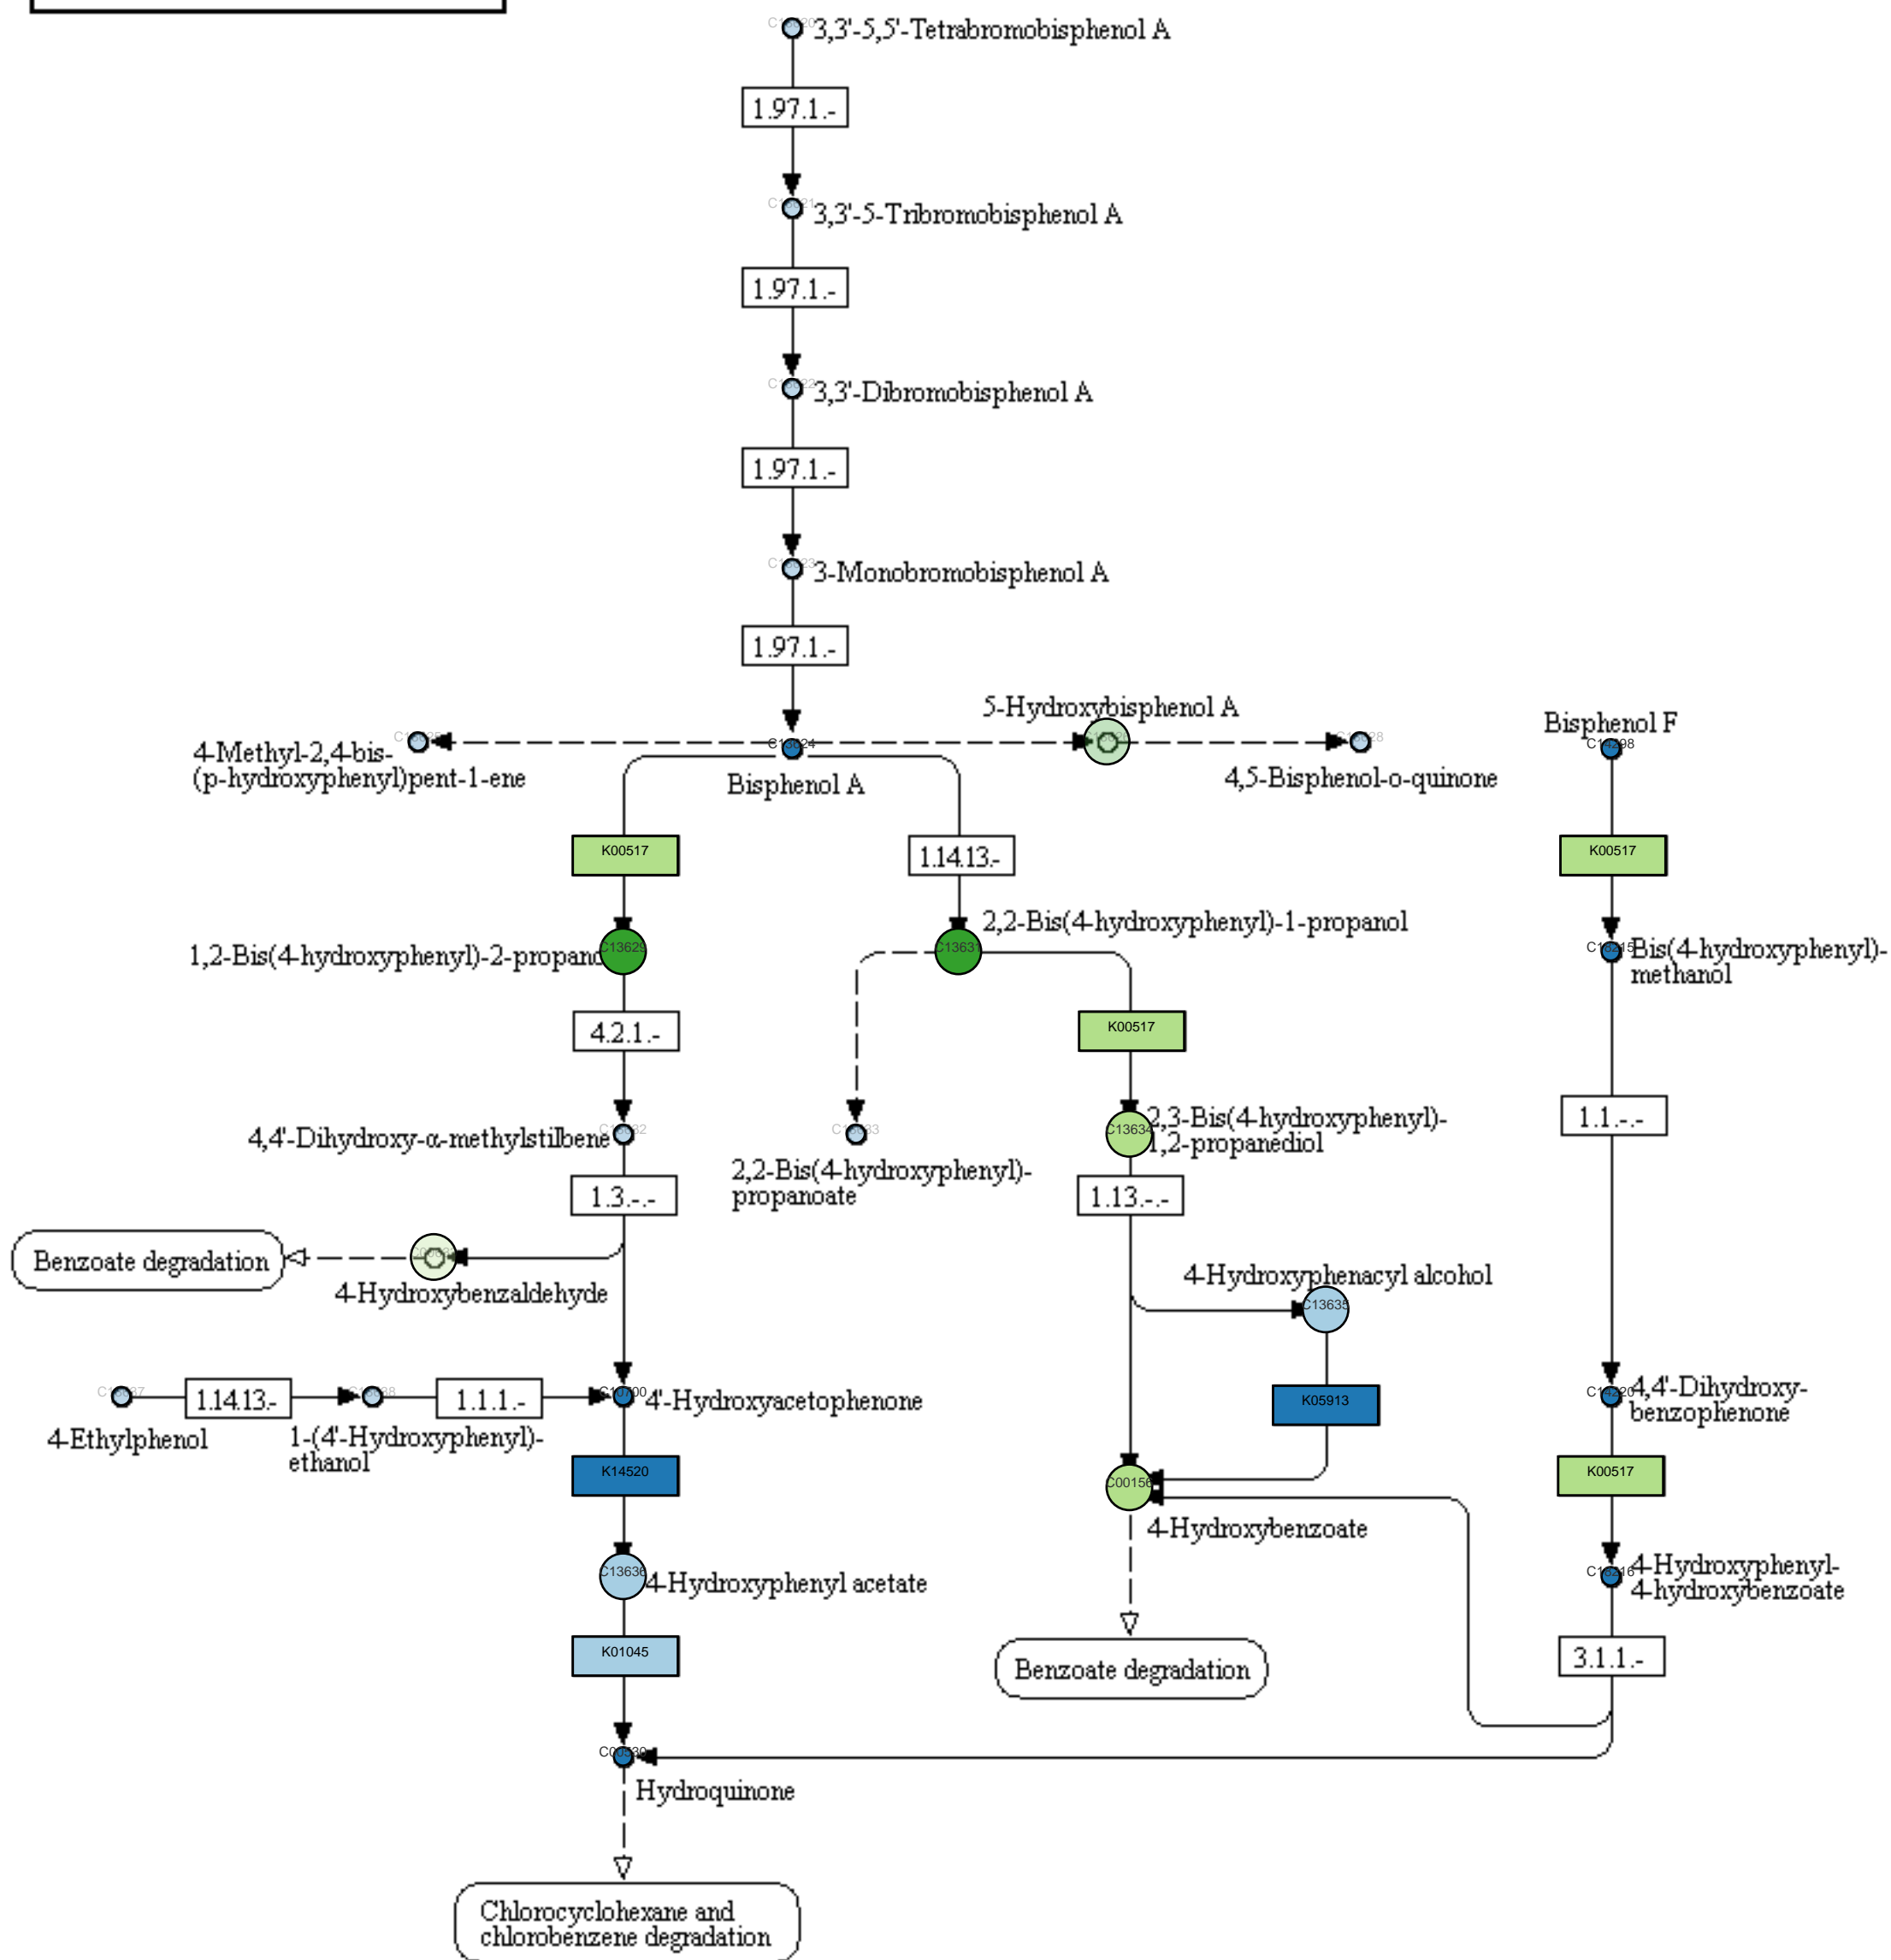 3,3'-5,5'-Tetrabromobisphenol A
1.97.1.-
3,3'-5-Tribromobisphenol A
1.97.1.-
3,3'-Dibromobisphenol A
1.97.1.-
3-Monobromobisphenol A
1.97.1.-
5-Hydroxybisphenol A
Bisphenol F
C14298
C13624
4-Methyl-2,4-bis-
(p-hydroxyphenyl)pent-1-ene
Bisphenol A
4,5-Bisphenol-o-quinone
K00517
1.14.13.-
K00517
2,2-Bis(4-hydroxyphenyl)-1-propanol
1,2-Bis(4-hydroxyphenyl)-2-propano
C13629
C13631
Bis(4-hydroxyphenyl)-
methanol
4.2.1.-
K00517
1.1.-.-
4,4'-Dihydroxy-α-methylstilbene
C13634
2,3-Bis(4-hydroxyphenyl)-
1,2-propanediol
2,2-Bis(4-hydroxyphenyl)-
propanoate
1.3.-.-
1.13.-.-
Benzoate degradation
4-Hydroxybenzaldehyde
4-Hydroxyphenacyl alcohol
C13635
1.14.13.-
1.1.1.-
C10700
4'-Hydroxyacetophenone
K05913
4,4'-Dihydroxy-
benzophenone
4-Ethylphenol
1-(4'-Hydroxyphenyl)-
ethanol
K14520
C00156
K00517
4-Hydroxybenzoate
C13636
4-Hydroxyphenyl acetate
4-Hydroxyphenyl-
4-hydroxybenzoate
K01045
Benzoate degradation
3.1.1.-
C00530
Hydroquinone
Chlorocyclohexane and
chlorobenzene degradation